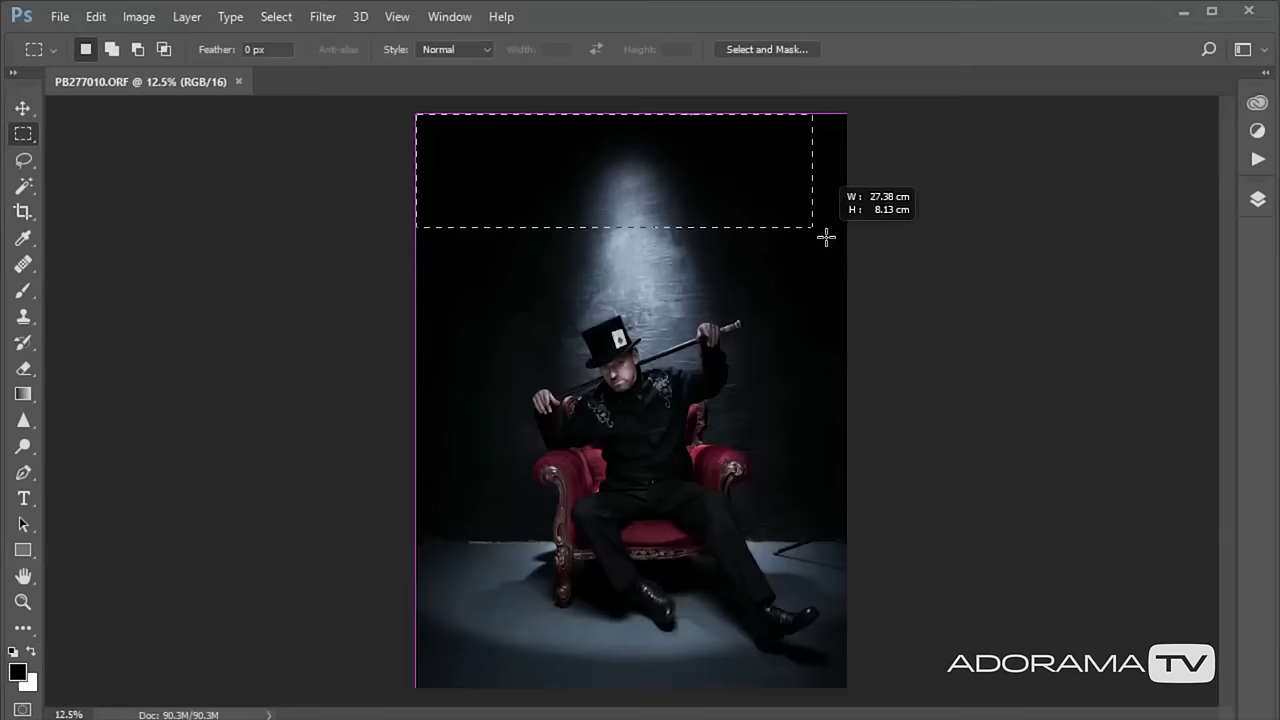 Ps File Edit Image Layer Type Select Filter 3D View Window Help
Feather: 0 px Anti-alias Style: Normal Width: Height: Select and Mask...
PB277010.ORF @ 12.5% (RGB/16) ×
W : 27.38 cm
H : 8.13 cm
T
ADORAMA TV
12.5% Doc: 90.3M/90.3M